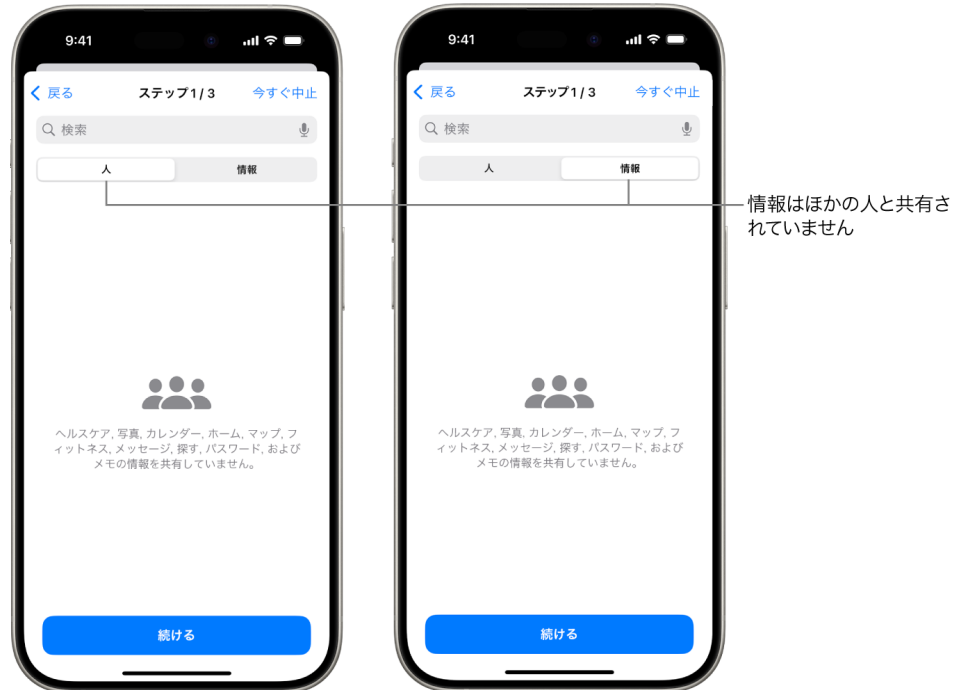 9:41
戻る
ステップ1 / 3
今すぐ中止
検索
人
情報
ヘルスケア, 写真, カレンダー, ホーム, マップ, フ
ィットネス, メッセージ, 探す, パスワード, および
メモの情報を共有していません。
続ける
9:41
戻る
ステップ1 / 3
今すぐ中止
検索
人
情報
ヘルスケア, 写真, カレンダー, ホーム, マップ, フ
ィットネス, メッセージ, 探す, パスワード, および
メモの情報を共有していません。
続ける
情報はほかの人と共有さ
れていません